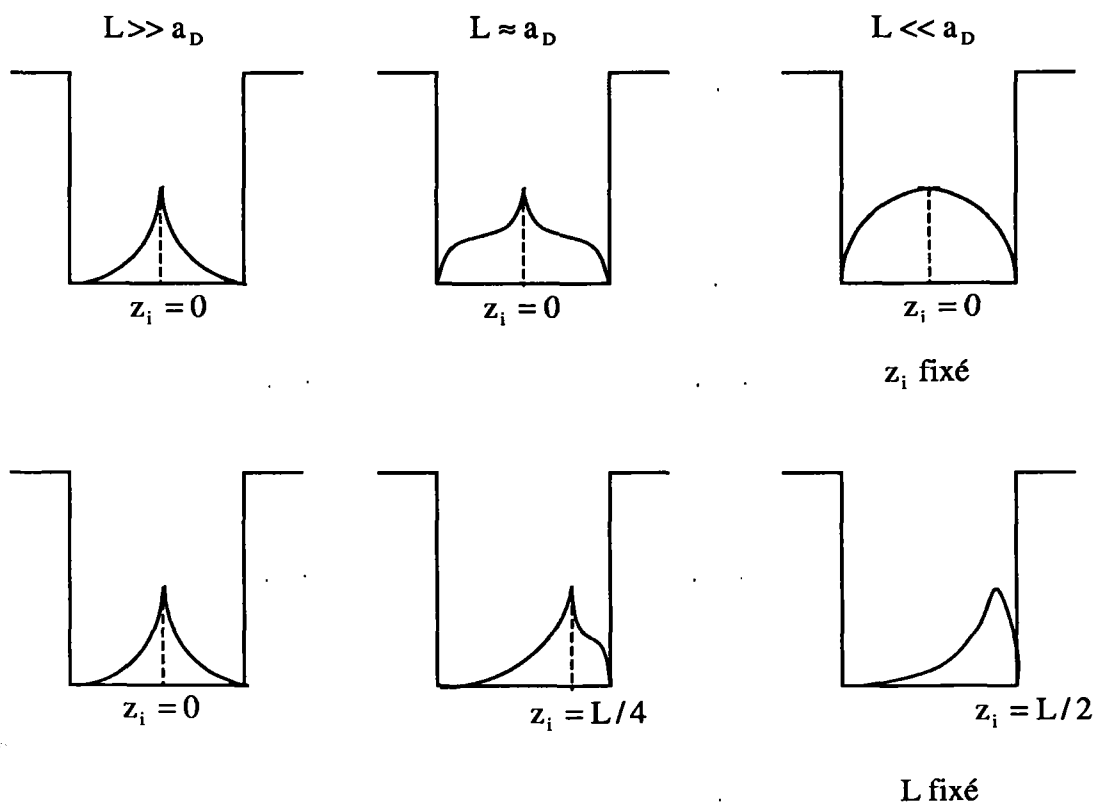 L >> a_D
L ≈ a_D
L << a_D
z_i = 0
z_i = 0
z_i = 0
z_i fixé
z_i = 0
z_i = L/4
z_i = L/2
L fixé